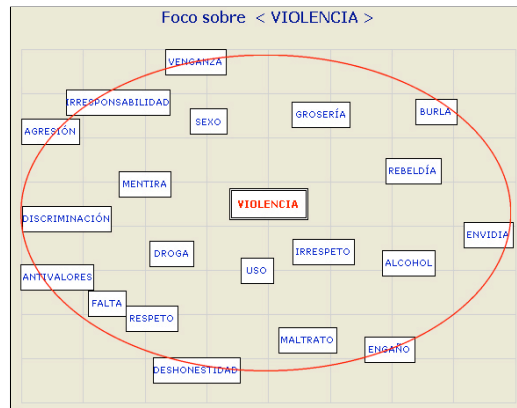 Foco sobre < VIOLENCIA >
VENGANZA
IRRESPONSABILIDAD
BURLA
GROSERÍA
SEXO
AGRESIÓN
REBELDÍA
MENTIRA
VIOLENCIA
DISCRIMINACIÓN
ENVIDIA
IRRESPETO
DROGA
ALCOHOL
USO
ANTIVALORES
FALTA
RESPETO
MALTRATO
ENGAÑO
DESHONESTIDAD